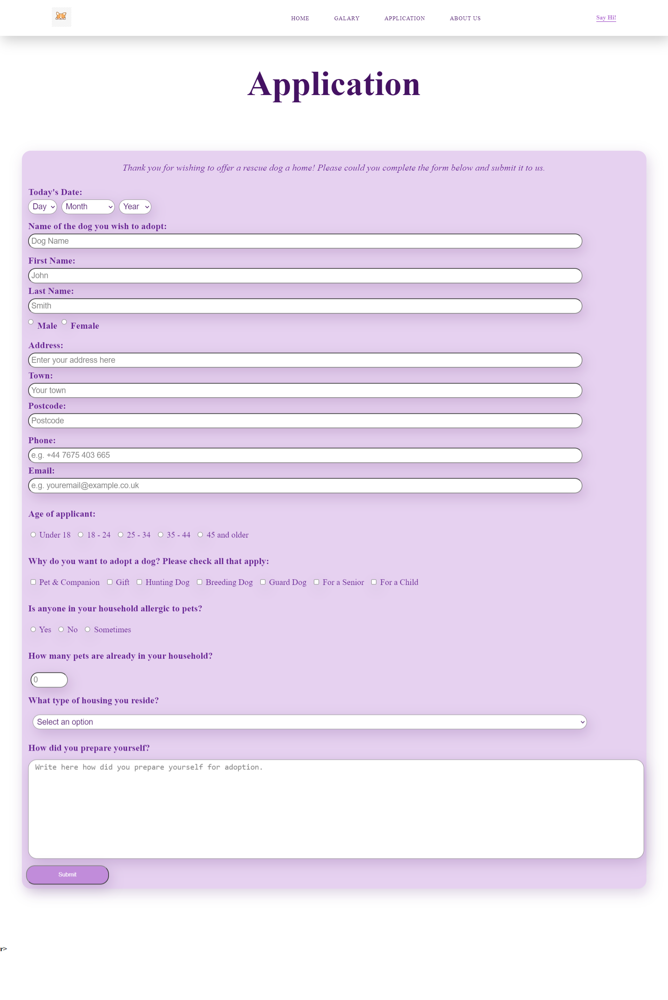 HOME GALARY APPLICATION ABOUT US Say Hi!
Application
Thank you for wishing to offer a rescue dog a home! Please could you complete the form below and submit it to us.
Today's Date:
Day Month Year
Name of the dog you wish to adopt:
Dog Name
First Name:
John
Last Name:
Smith
Male Female
Address:
Enter your address here
Town:
Your town
Postcode:
Postcode
Phone:
e.g. +44 7675 403 665
Email:
e.g. youremail@example.co.uk
Age of applicant:
Under 18 18 - 24 25 - 34 35 - 44 45 and older
Why do you want to adopt a dog? Please check all that apply:
Pet & Companion Gift Hunting Dog Breeding Dog Guard Dog For a Senior For a Child
Is anyone in your household allergic to pets?
Yes No Sometimes
How many pets are already in your household?
0
What type of housing you reside?
Select an option
How did you prepare yourself?
Write here how did you prepare yourself for adoption.
Submit
r>